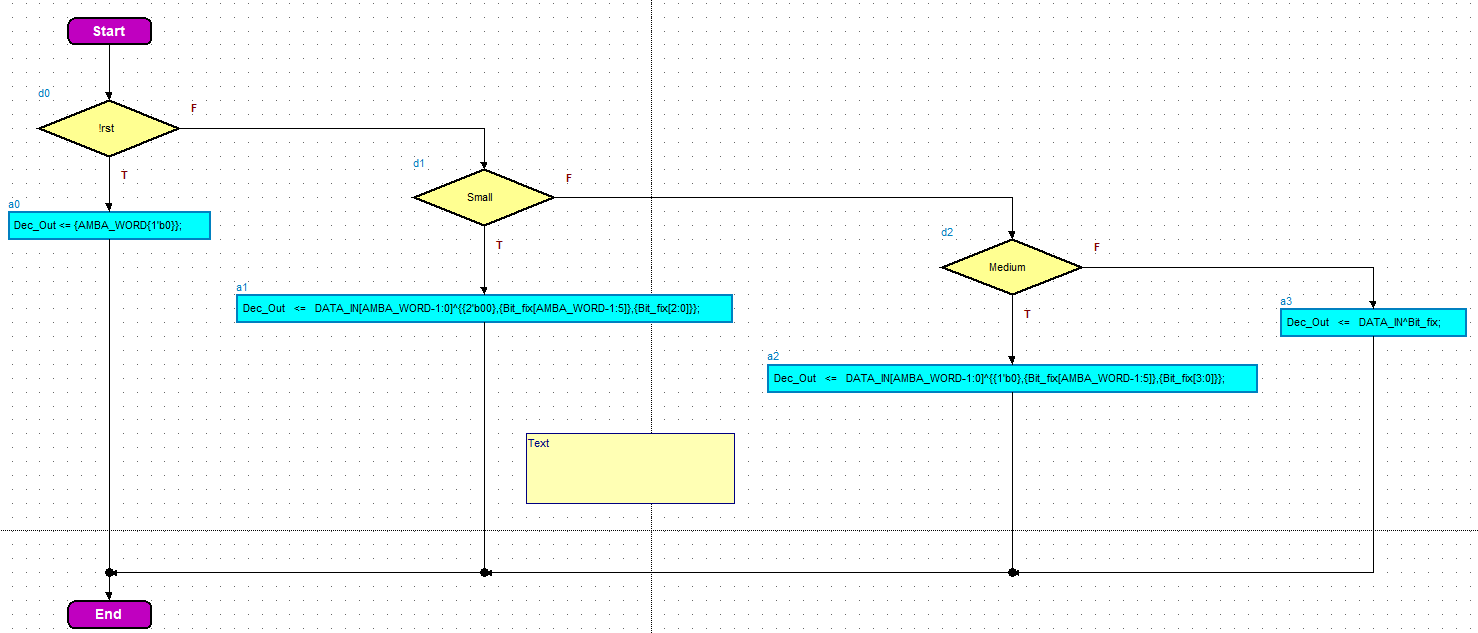 Start
d0
F
!rst
d1
T
F
Small
a0
Dec_Out <= {AMBA_WORD{1'b0}};
d2
T
F
Medium
a1
Dec_Out <= DATA_IN[AMBA_WORD-1:0]^{{2'b00},{Bit_fix[AMBA_WORD-1:5]},{Bit_fix[2:0]}};
a3
T
Dec_Out <= DATA_IN^Bit_fix;
a2
Dec_Out <= DATA_IN[AMBA_WORD-1:0]^{{1'b0},{Bit_fix[AMBA_WORD-1:5]},{Bit_fix[3:0]}};
Text
End